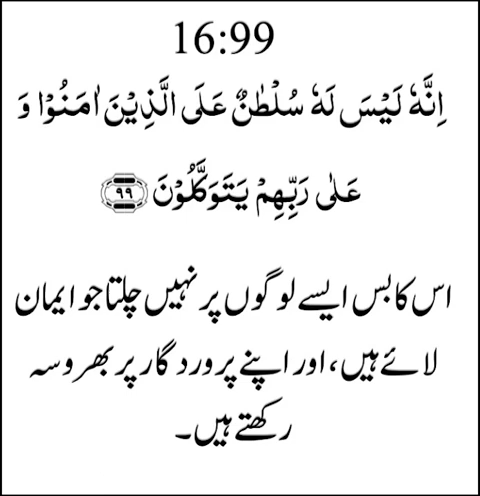 16:99
اِنَّهٗ لَيْسَ لَهٗ سُلْطٰنٌ عَلَى الَّذِيْنَ اٰمَنُوْا وَ
عَلٰى رَبِّهِمْ يَتَوَكَّلُوْنَ ۹۹
اس کا بس ایسے لوگوں پر نہیں چلتا جو ایمان
لائے ہیں، اور اپنے پروردگار پر بھروسہ
رکھتے ہیں۔